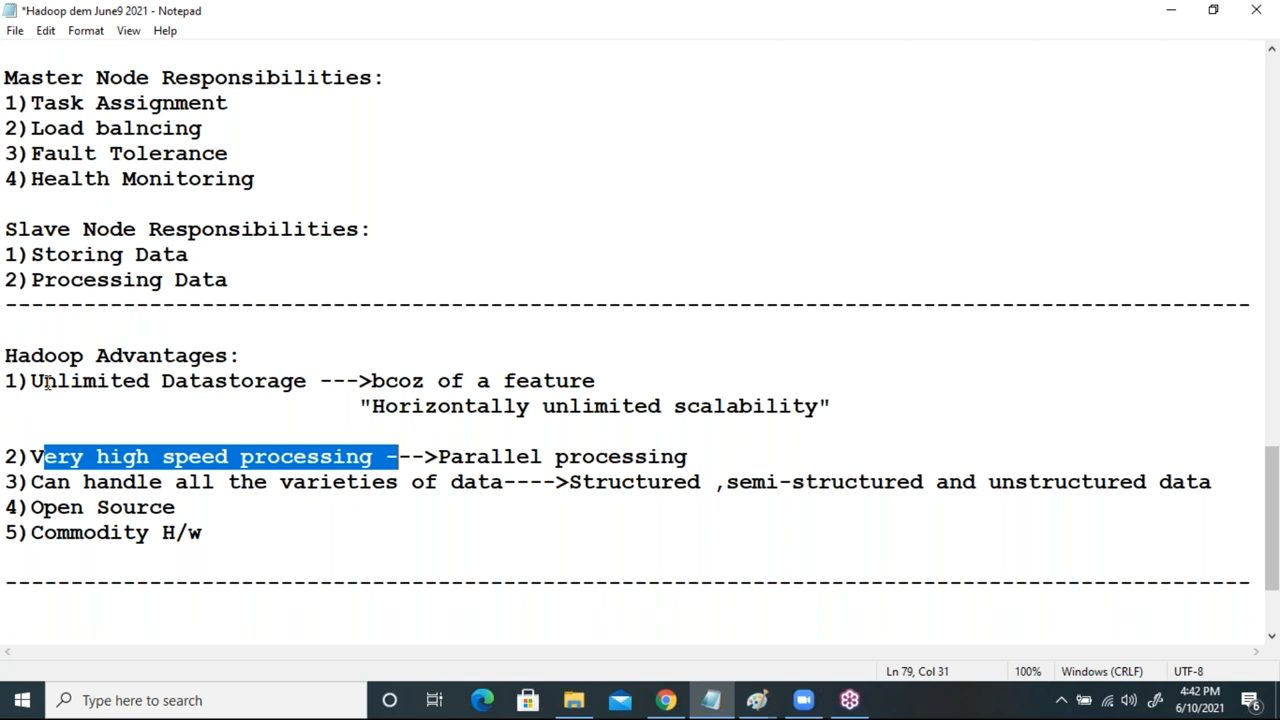 *Hadoop dem June9 2021 - Notepad
File Edit Format View Help
Master Node Responsibilities:
1)Task Assignment
2)Load balncing
3)Fault Tolerance
4)Health Monitoring
Slave Node Responsibilities:
1)Storing Data
2)Processing Data
-----------------------------------------------------------------------------------------------
Hadoop Advantages:
1)Unlimited Datastorage --->bcoz of a feature
"Horizontally unlimited scalability"
2)Very high speed processing --->Parallel processing
3)Can handle all the varieties of data---->Structured ,semi-structured and unstructured data
4)Open Source
5)Commodity H/w
-----------------------------------------------------------------------------------------------
Ln 79, Col 31 100% Windows (CRLF) UTF-8
Type here to search
4:42 PM
6/10/2021
6